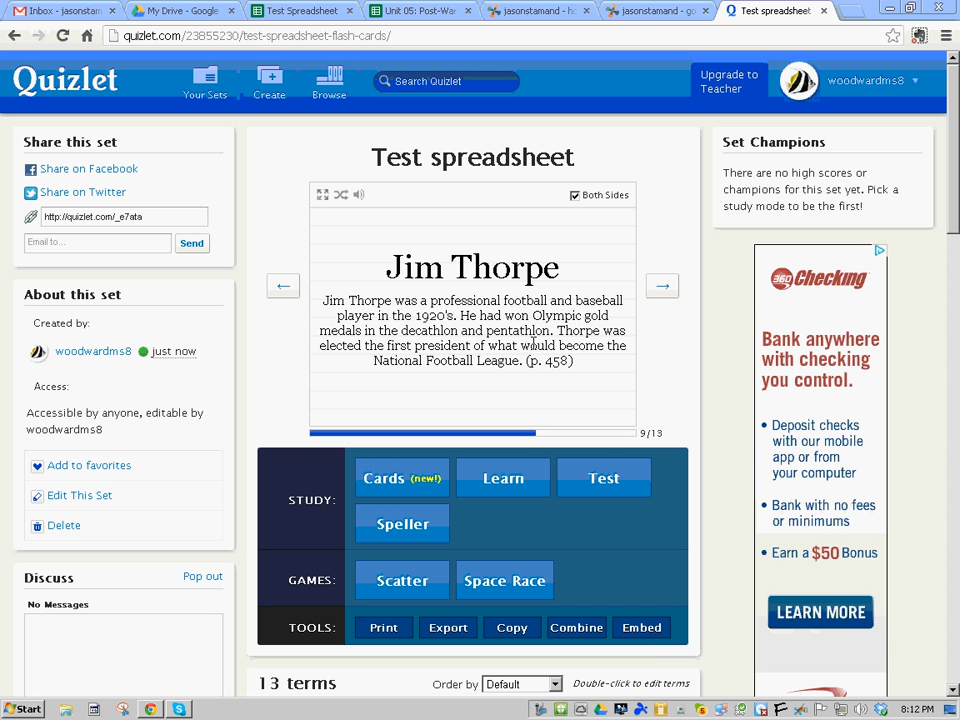 Inbox - jasonstam
My Drive - Google
Test Spreadsheet
Unit 05: Post-Wa
jasonstamand - ho
jasonstamand - go
Test spreadsheet
quizlet.com/23855230/test-spreadsheet-flash-cards/
Quizlet
Your Sets
Create
Browse
Search Quizlet
Upgrade to
Teacher
woodwardms8
Share this set
Share on Facebook
Share on Twitter
http://quizlet.com/_e7ata
Email to...
Send
About this set
Created by:
woodwardms8
just now
Access:
Accessible by anyone, editable by
woodwardms8
Add to favorites
Edit This Set
Delete
Discuss
Pop out
No Messages
Test spreadsheet
Both Sides
Jim Thorpe
Jim Thorpe was a professional football and baseball
player in the 1920's. He had won Olympic gold
medals in the decathlon and pentathlon. Thorpe was
elected the first president of what would become the
National Football League. (p. 458)
9/13
STUDY:
Cards (new!)
Learn
Test
Speller
GAMES:
Scatter
Space Race
TOOLS:
Print
Export
Copy
Combine
Embed
13 terms
Order by
Default
Double-click to edit terms
Set Champions
There are no high scores or
champions for this set yet. Pick a
study mode to be the first!
360 Checking
Bank anywhere
with checking
you control.
• Deposit checks
with our mobile
app or from
your computer
• Bank with no fees
or minimums
• Earn a $50 Bonus
LEARN MORE
Start
8:12 PM